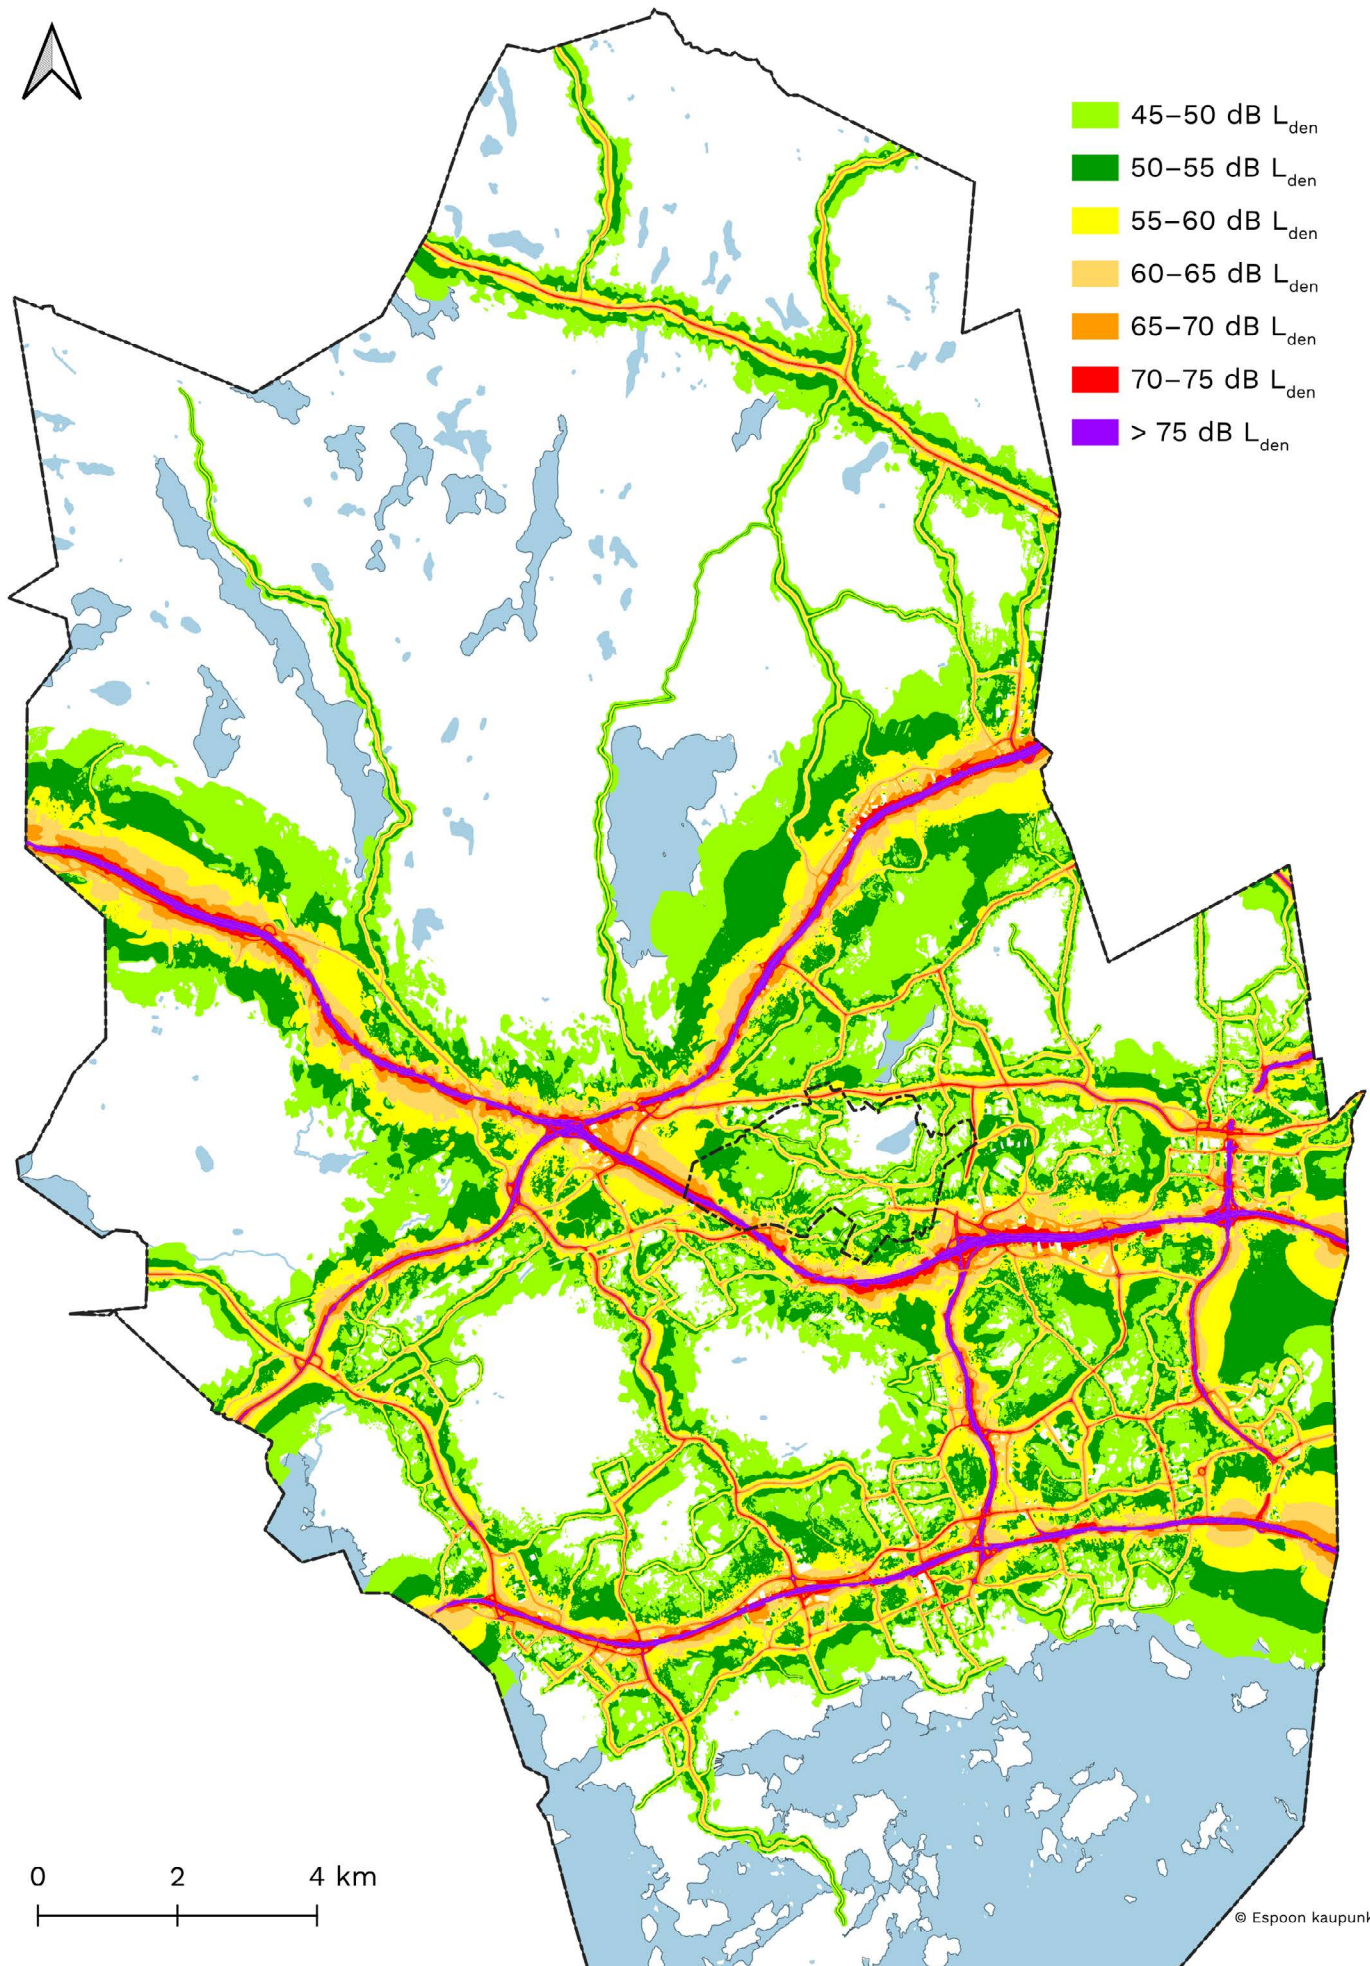 45–50 dB Lden
50–55 dB Lden
55–60 dB Lden
60–65 dB Lden
65–70 dB Lden
70–75 dB Lden
> 75 dB Lden
0 2 4 km
© Espoon kaupunk